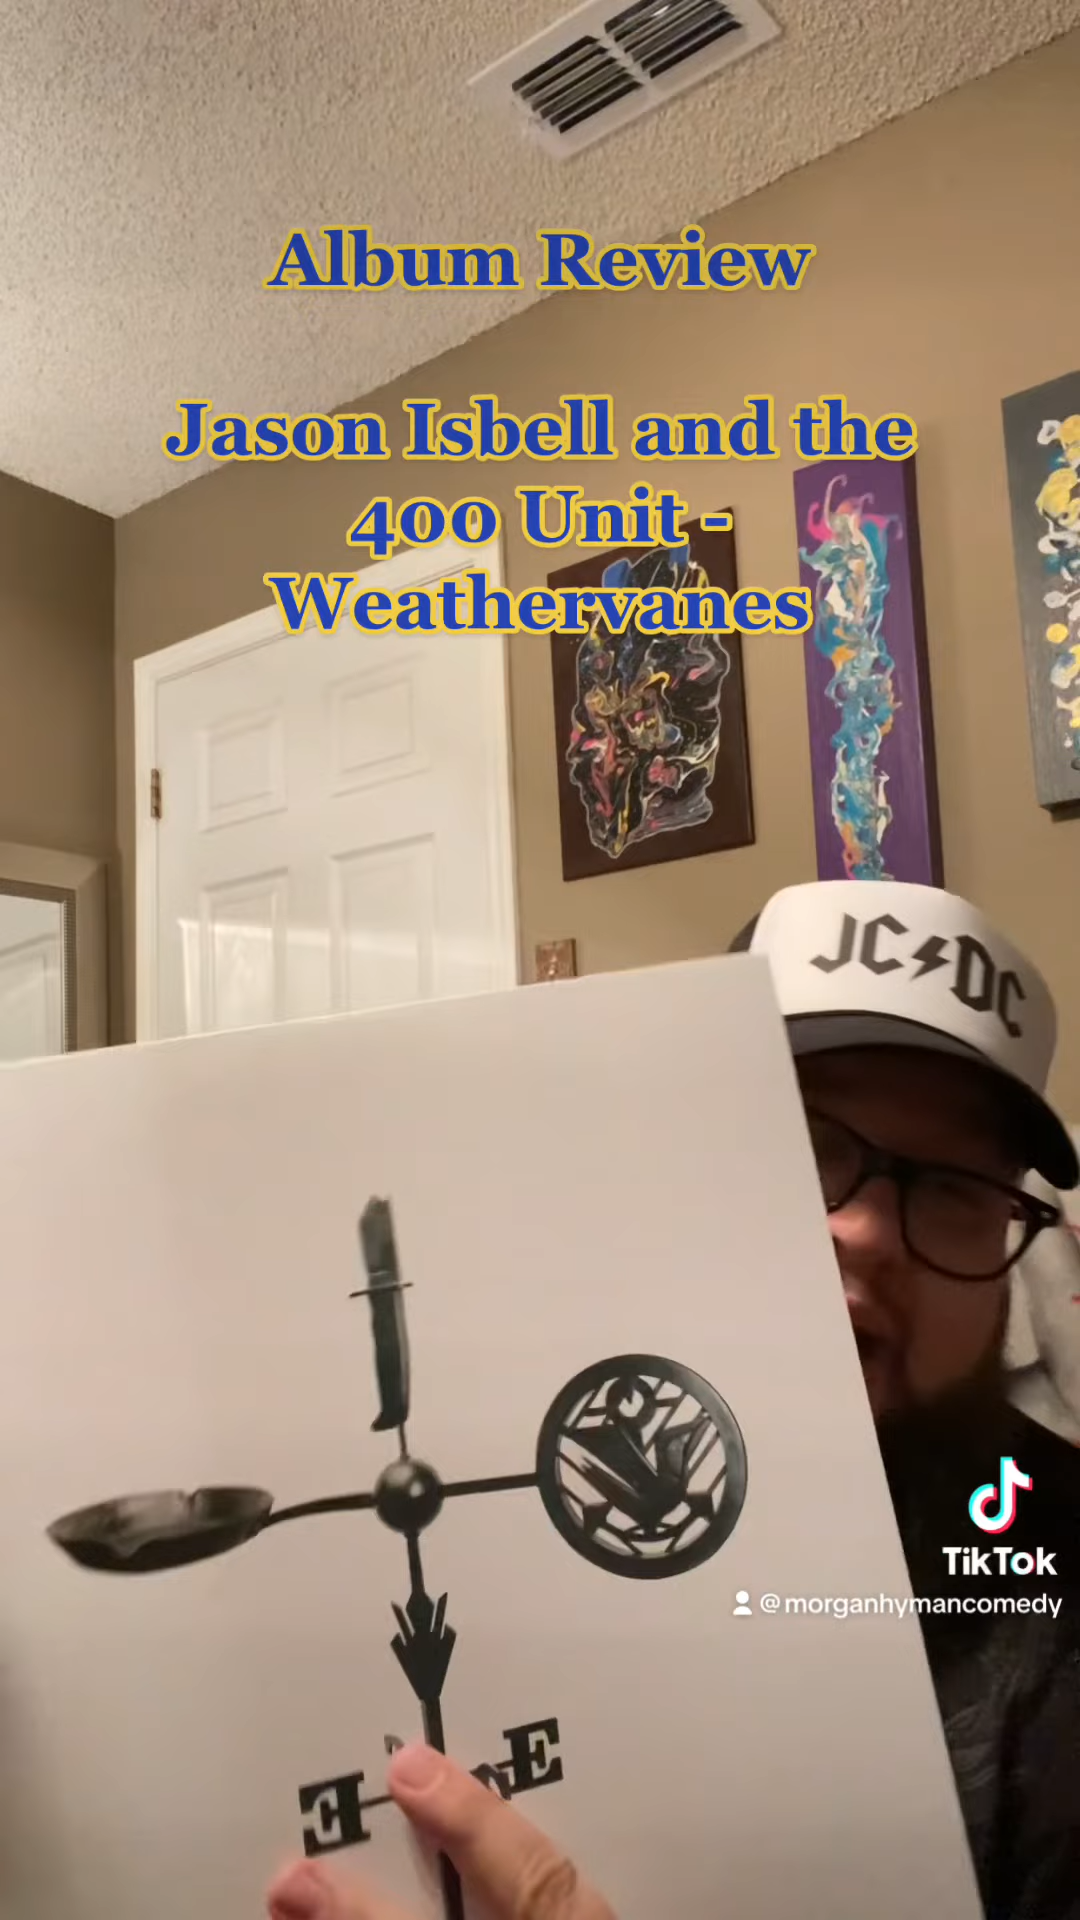 Album Review
Jason Isbell and the
400 Unit -
Weathervanes
JC⚡DC
TikTok
@morganhymancomedy
E